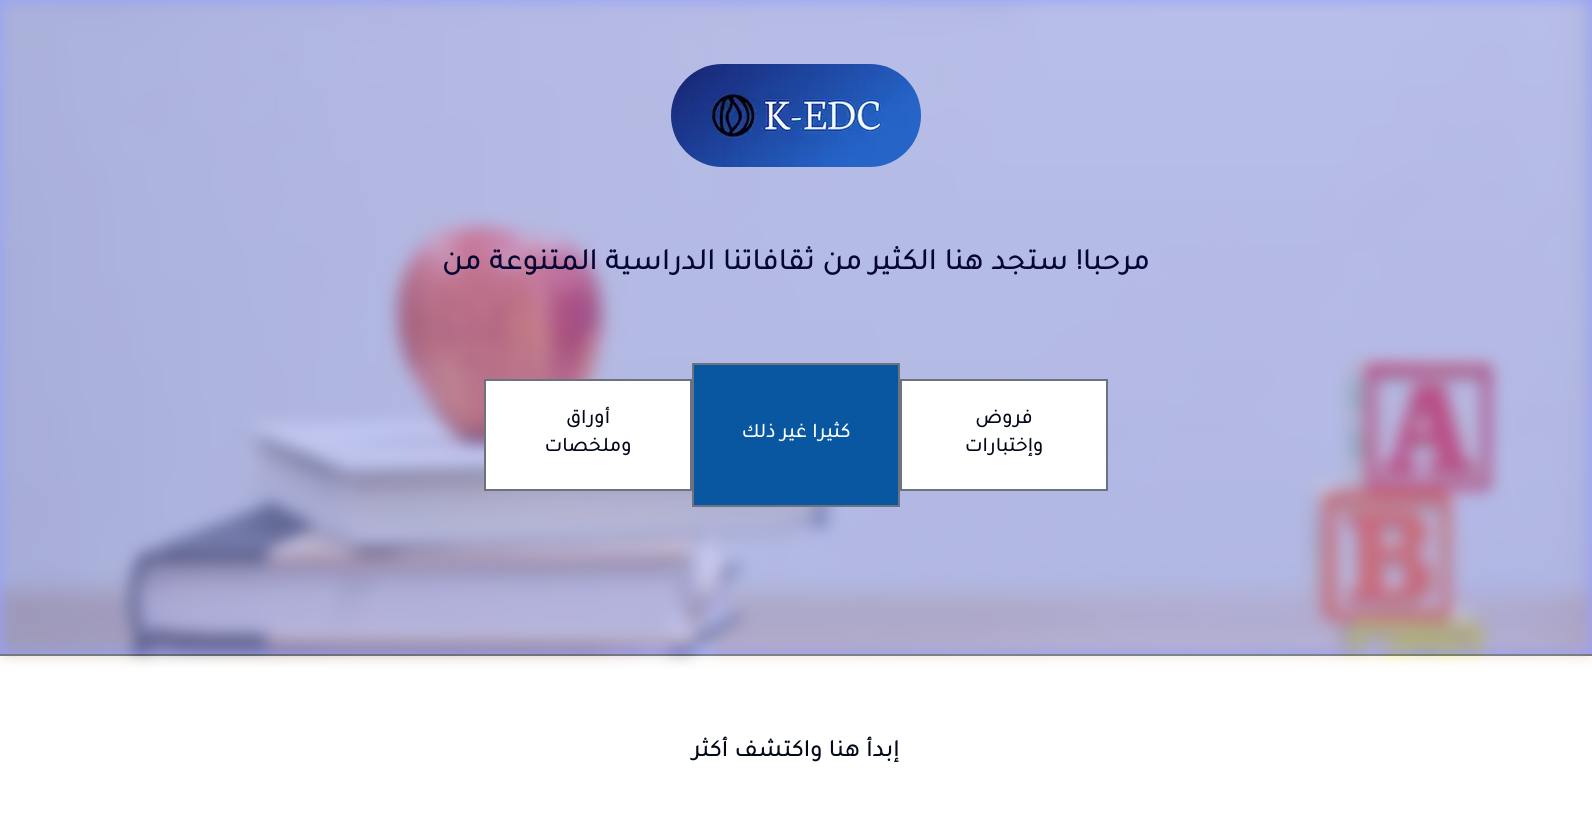 K-EDC
مرحبا! ستجد هنا الكثير من ثقافاتنا الدراسية المتنوعة من
فروض
وإختبارات
كثيرا غير ذلك
أوراق
وملخصات
إبدأ هنا واكتشف أكثر
A
B